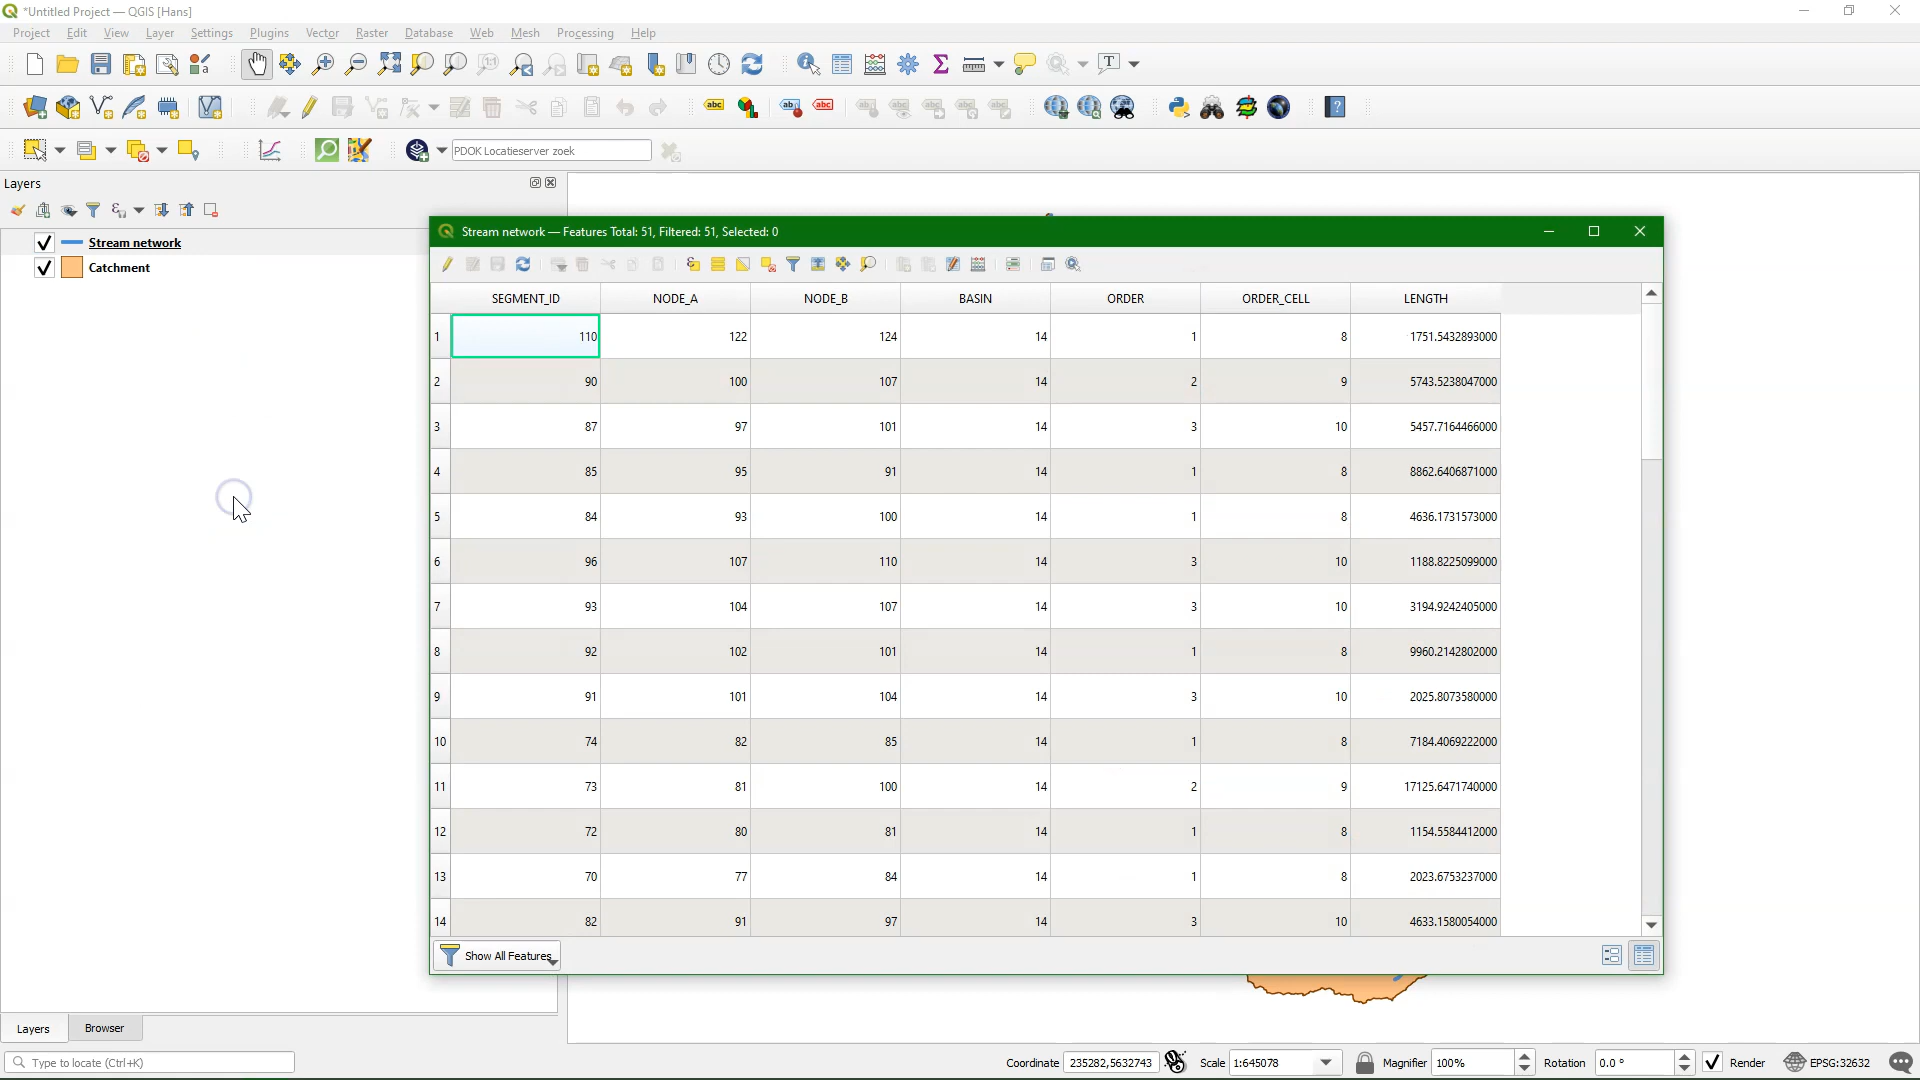 *Untitled Project — QGIS [Hans]
Project Edit View Layer Settings Plugins Vector Raster Database Web Mesh Processing Help
PDOK Locatieserver zoek
Layers
Stream network
Catchment
Stream network — Features Total: 51, Filtered: 51, Selected: 0
SEGMENT_ID NODE_A NODE_B BASIN ORDER ORDER_CELL LENGTH
1 110 122 124 14 1 8 1751.5432893000
2 90 100 107 14 2 9 5743.5238047000
3 87 97 101 14 3 10 5457.7164466000
4 85 95 91 14 1 8 8862.6406871000
5 84 93 100 14 1 8 4636.1731573000
6 96 107 110 14 3 10 1188.8225099000
7 93 104 107 14 3 10 3194.9242405000
8 92 102 101 14 1 8 9960.2142802000
9 91 101 104 14 3 10 2025.8073580000
10 74 82 85 14 1 8 7184.4069222000
11 73 81 100 14 2 9 17125.6471740000
12 72 80 81 14 1 8 1154.5584412000
13 70 77 84 14 1 8 2023.6753237000
14 82 91 97 14 3 10 4633.1580054000
Show All Features
Layers Browser
Type to locate (Ctrl+K)
Coordinate 235282,5632743 Scale 1:645078 Magnifier 100% Rotation 0.0 ° Render EPSG:32632